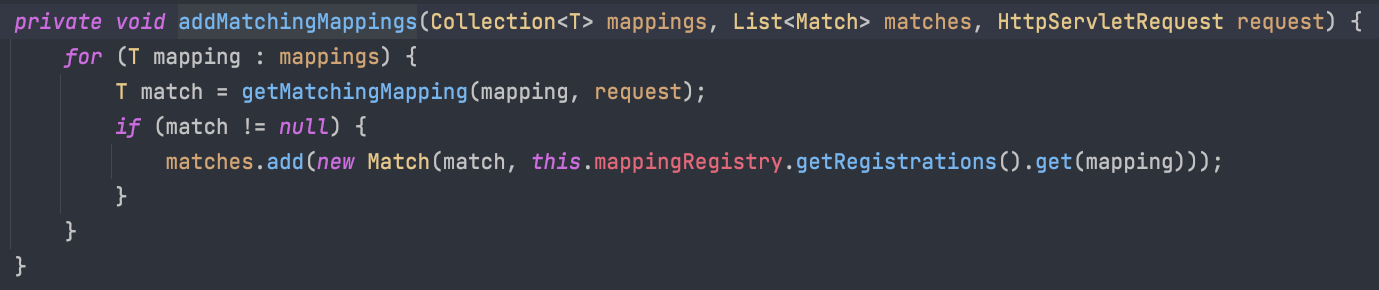 private void addMatchingMappings(Collection<T> mappings, List<Match> matches, HttpServletRequest request) {
    for (T mapping : mappings) {
        T match = getMatchingMapping(mapping, request);
        if (match != null) {
            matches.add(new Match(match, this.mappingRegistry.getRegistrations().get(mapping)));
        }
    }
}